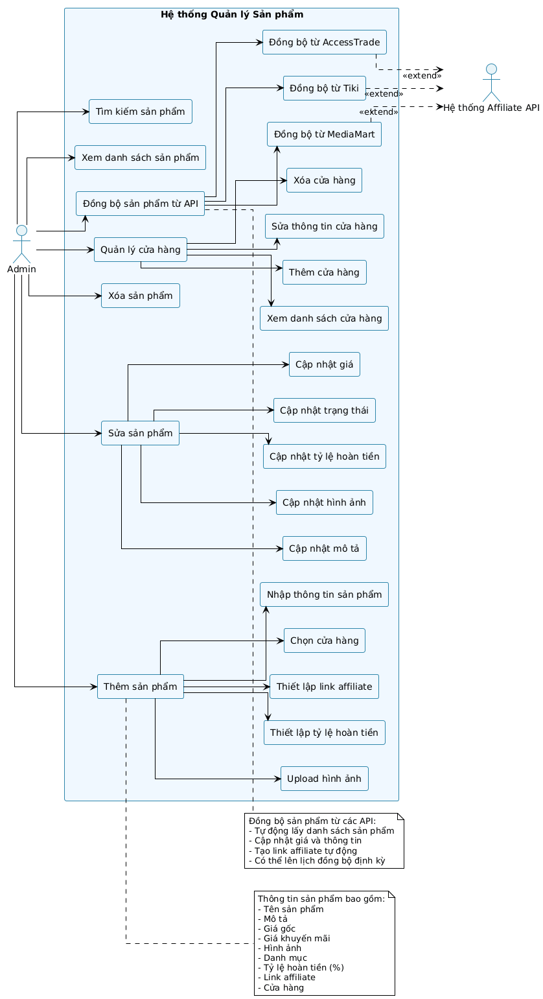 Hệ thống Quản lý Sản phẩm
Đồng bộ từ AccessTrade
«extend»
Đồng bộ từ Tiki
«extend»
Hệ thống Affiliate API
Tìm kiếm sản phẩm
«extend»
Đồng bộ từ MediaMart
Xem danh sách sản phẩm
Xóa cửa hàng
Đồng bộ sản phẩm từ API
Sửa thông tin cửa hàng
Admin
Quản lý cửa hàng
Thêm cửa hàng
Xóa sản phẩm
Xem danh sách cửa hàng
Cập nhật giá
Cập nhật trạng thái
Sửa sản phẩm
Cập nhật tỷ lệ hoàn tiền
Cập nhật hình ảnh
Cập nhật mô tả
Nhập thông tin sản phẩm
Chọn cửa hàng
Thêm sản phẩm
Thiết lập link affiliate
Thiết lập tỷ lệ hoàn tiền
Upload hình ảnh
Đồng bộ sản phẩm từ các API:
- Tự động lấy danh sách sản phẩm
- Cập nhật giá và thông tin
- Tạo link affiliate tự động
- Có thể lên lịch đồng bộ định kỳ
Thông tin sản phẩm bao gồm:
- Tên sản phẩm
- Mô tả
- Giá gốc
- Giá khuyến mãi
- Hình ảnh
- Danh mục
- Tỷ lệ hoàn tiền (%)
- Link affiliate
- Cửa hàng